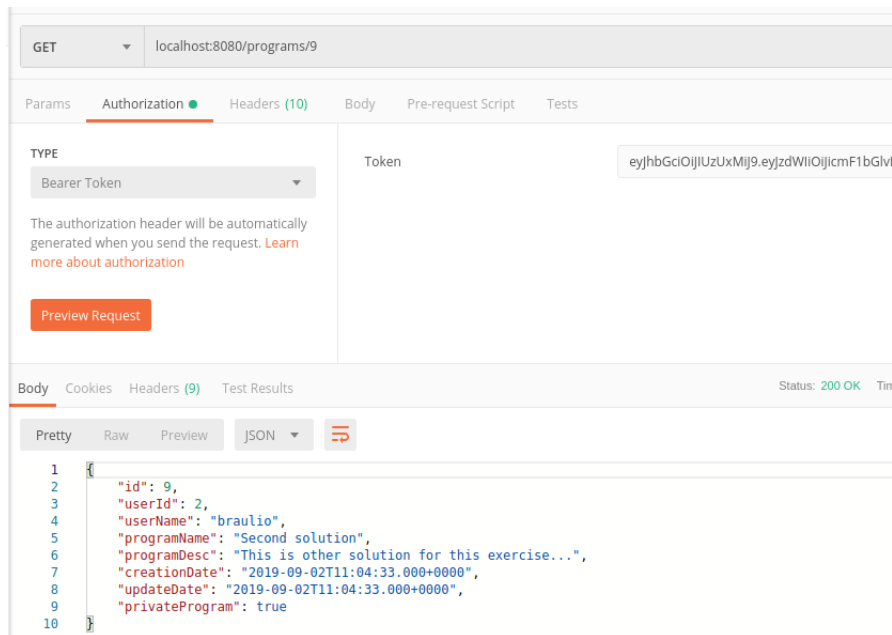 GET localhost:8080/programs/9
Params Authorization Headers (10) Body Pre-request Script Tests
TYPE
Bearer Token
The authorization header will be automatically
generated when you send the request. Learn
more about authorization
Preview Request
Token
Body Cookies Headers (9) Test Results Status: 200 OK
Pretty Raw Preview JSON
1 {
2 "id": 9,
3 "userId": 2,
4 "userName": "braulio",
5 "programName": "Second solution",
6 "programDesc": "This is other solution for this exercise...",
7 "creationDate": "2019-09-02T11:04:33.000+0000",
8 "updateDate": "2019-09-02T11:04:33.000+0000",
9 "privateProgram": true
10 }